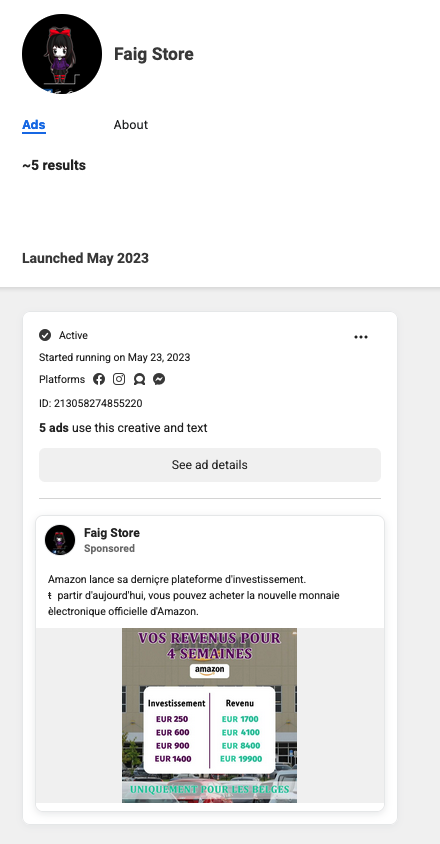 Faig Store
Ads
About
~5 results
Launched May 2023
Active
Started running on May 23, 2023
Platforms
ID: 213058274855220
5 ads use this creative and text
See ad details
Faig Store
Sponsored
Amazon lance sa derniçre plateforme d'investissement.
ŧ partir d'aujourd'hui, vous pouvez acheter la nouvelle monnaie
èlectronique officielle d'Amazon.
VOS REVENUS POUR
4 SEMAINES
amazon
Investissement Revenu
EUR 250 EUR 1700
EUR 600 EUR 4100
EUR 900 EUR 8400
EUR 1400 EUR 19900
UNIQUEMENT POUR LES BELGES